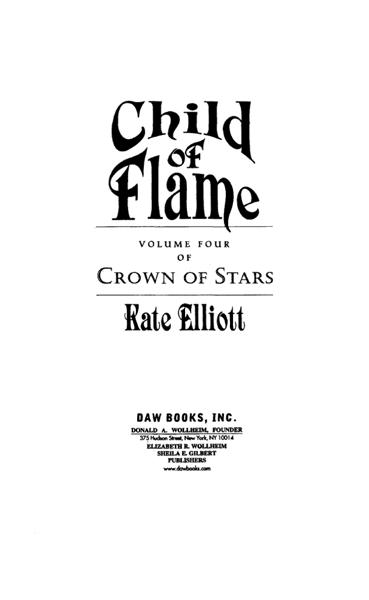 Child
of
Flame
VOLUME FOUR
OF
CROWN OF STARS
Kate Elliott
DAW BOOKS, INC.
DONALD A. WOLLHEIM, FOUNDER
375 Hudson Street, New York, NY 10014
ELIZABETH R. WOLLHEIM
SHEILA E. GILBERT
PUBLISHERS
www.dawbooks.com